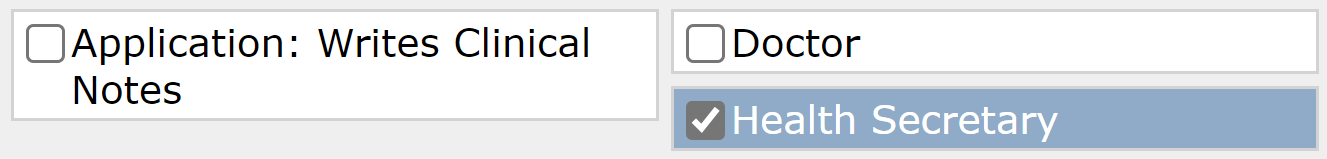 Application: Writes Clinical
Notes
Doctor
Health Secretary